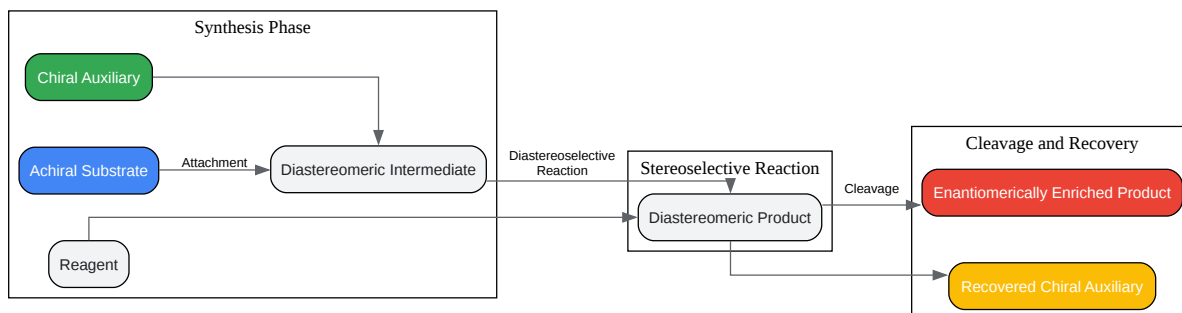 Synthesis Phase
Chiral Auxiliary
Achiral Substrate
Attachment
Diastereomeric Intermediate
Reagent
Diastereoselective
Reaction
Stereoselective Reaction
Diastereomeric Product
Cleavage
Cleavage and Recovery
Enantiomerically Enriched Product
Recovered Chiral Auxiliary